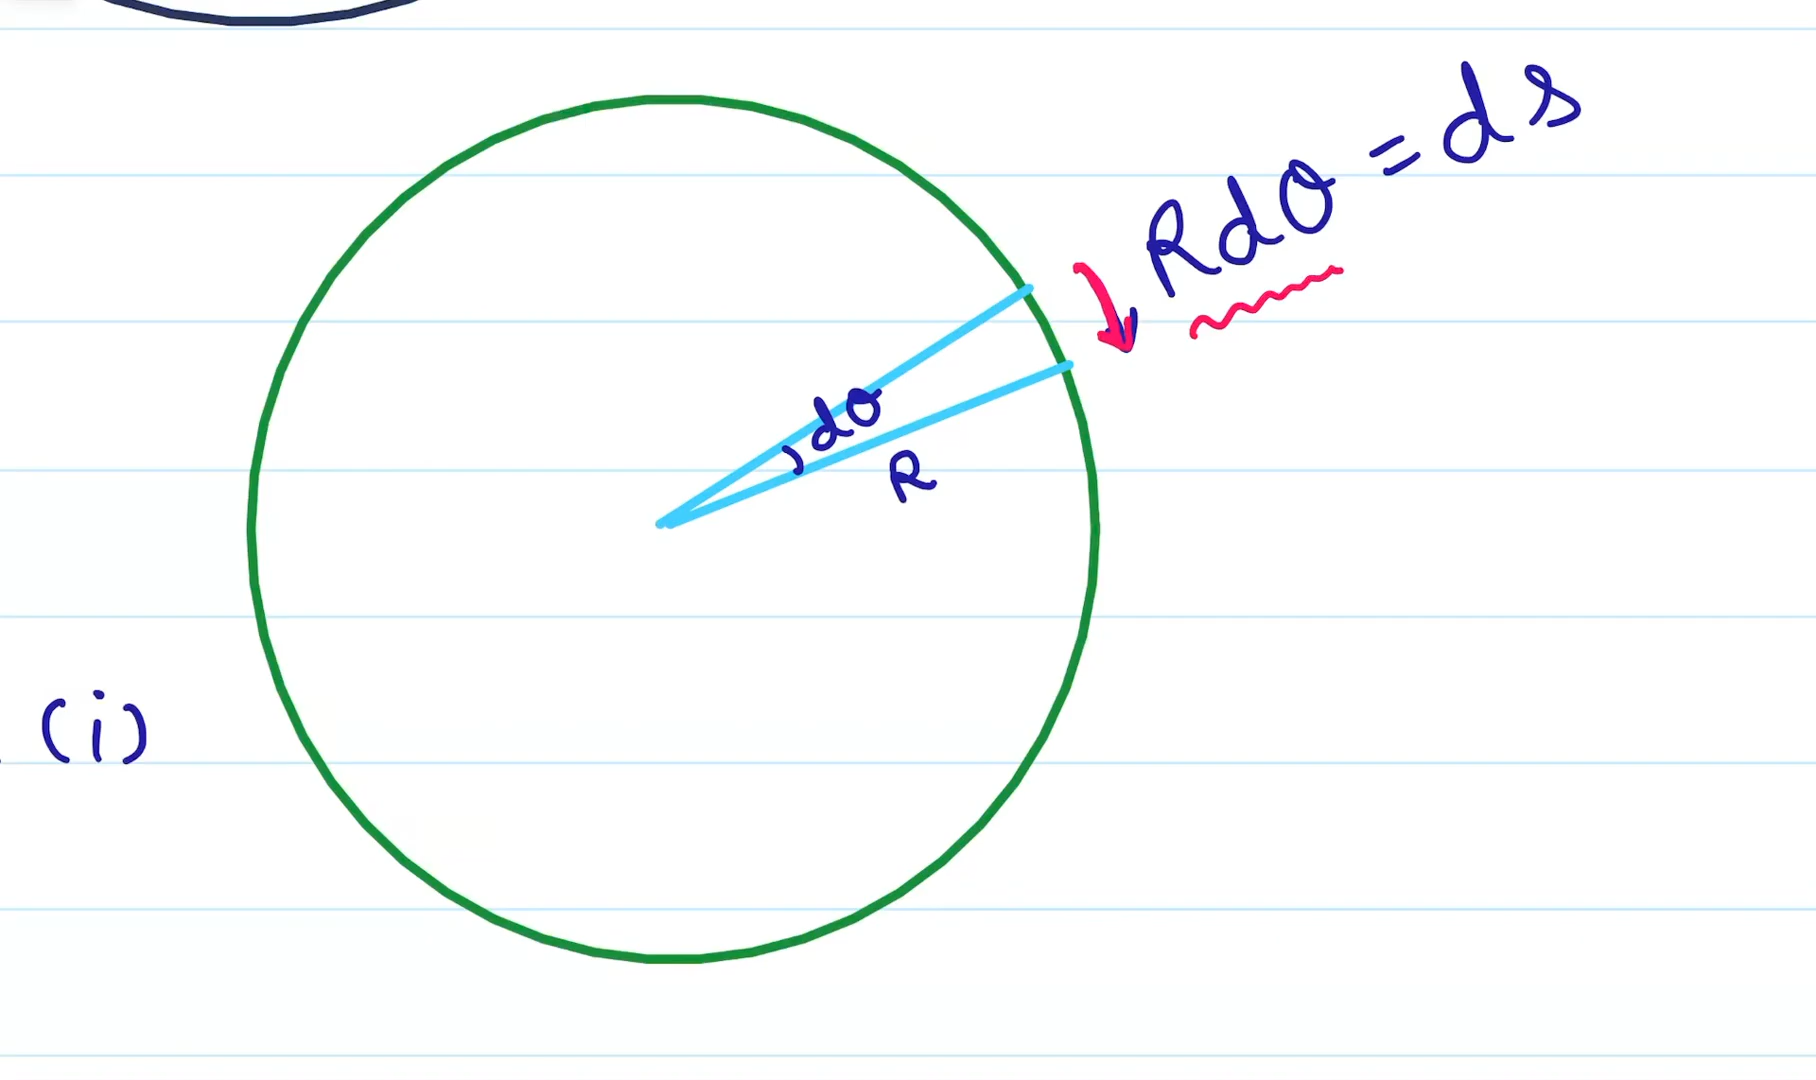 Rdθ = ds
dθ
R
(i)